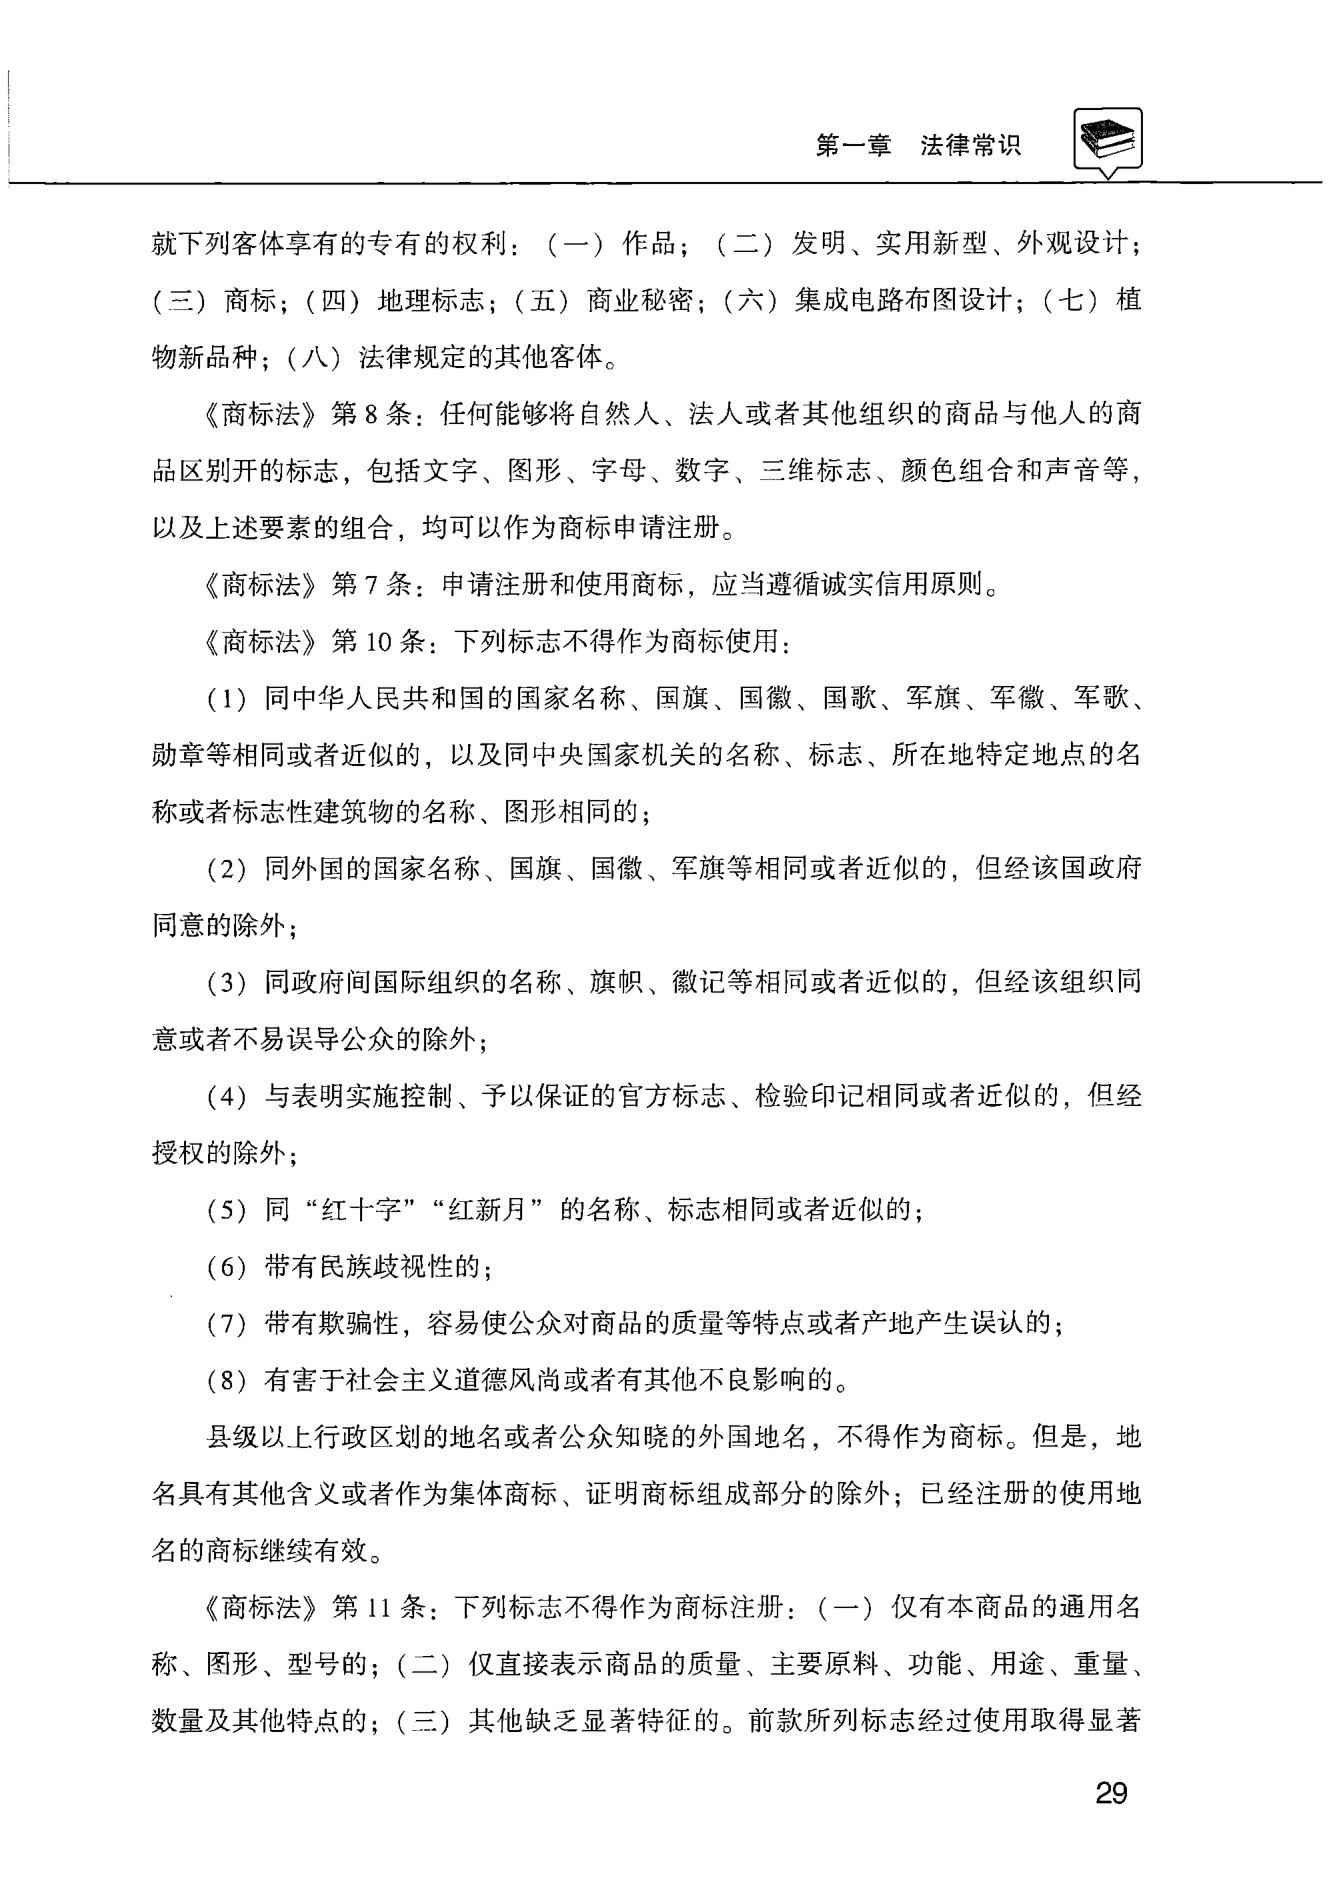 第一章　法律常识
就下列客体享有的专有的权利：（一）作品；（二）发明、实用新型、外观设计；
（三）商标；（四）地理标志；（五）商业秘密；（六）集成电路布图设计；（七）植
物新品种；（八）法律规定的其他客体。
《商标法》第 8 条：任何能够将自然人、法人或者其他组织的商品与他人的商
品区别开的标志，包括文字、图形、字母、数字、三维标志、颜色组合和声音等，
以及上述要素的组合，均可以作为商标申请注册。
《商标法》第 7 条：申请注册和使用商标，应当遵循诚实信用原则。
《商标法》第 10 条：下列标志不得作为商标使用：
（1）同中华人民共和国的国家名称、国旗、国徽、国歌、军旗、军徽、军歌、
勋章等相同或者近似的，以及同中央国家机关的名称、标志、所在地特定地点的名
称或者标志性建筑物的名称、图形相同的；
（2）同外国的国家名称、国旗、国徽、军旗等相同或者近似的，但经该国政府
同意的除外；
（3）同政府间国际组织的名称、旗帜、徽记等相同或者近似的，但经该组织同
意或者不易误导公众的除外；
（4）与表明实施控制、予以保证的官方标志、检验印记相同或者近似的，但经
授权的除外；
（5）同“红十字”“红新月”的名称、标志相同或者近似的；
（6）带有民族歧视性的；
（7）带有欺骗性，容易使公众对商品的质量等特点或者产地产生误认的；
（8）有害于社会主义道德风尚或者有其他不良影响的。
县级以上行政区划的地名或者公众知晓的外国地名，不得作为商标。但是，地
名具有其他含义或者作为集体商标、证明商标组成部分的除外；已经注册的使用地
名的商标继续有效。
《商标法》第 11 条：下列标志不得作为商标注册：（一）仅有本商品的通用名
称、图形、型号的；（二）仅直接表示商品的质量、主要原料、功能、用途、重量、
数量及其他特点的；（三）其他缺乏显著特征的。前款所列标志经过使用取得显著
29